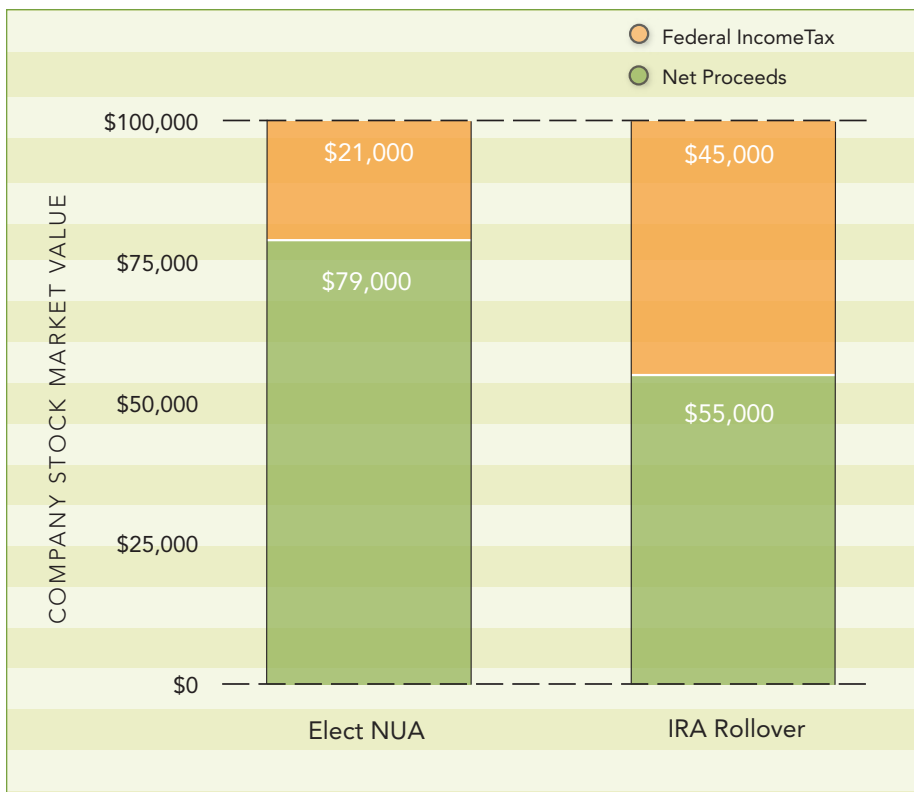 Federal IncomeTax
Net Proceeds
COMPANY STOCK MARKET VALUE
$100,000
$75,000
$50,000
$25,000
$0
$21,000
$79,000
$45,000
$55,000
Elect NUA
IRA Rollover